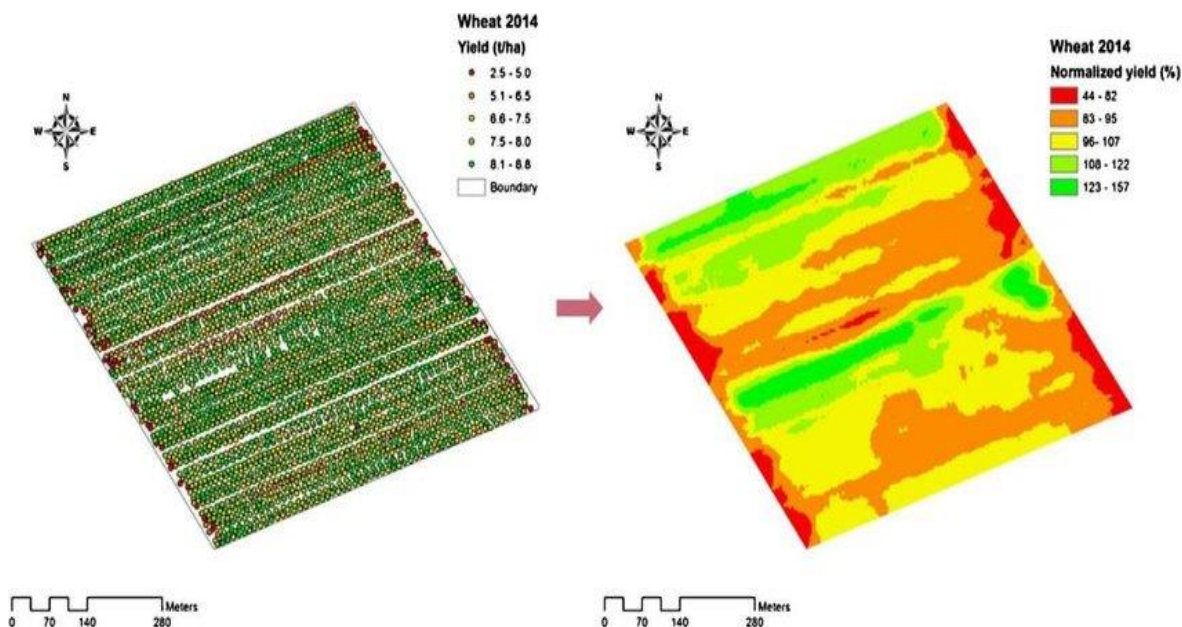 Wheat 2014
Yield (t/ha)
2.5 - 5.0
5.1 - 6.5
6.6 - 7.5
7.5 - 8.0
8.1 - 8.8
Boundary
N
W E
S
Meters
0 70 140 280
Wheat 2014
Normalized yield (%)
44 - 82
83 - 95
96- 107
108 - 122
123 - 157
N
W E
S
Meters
0 70 140 280